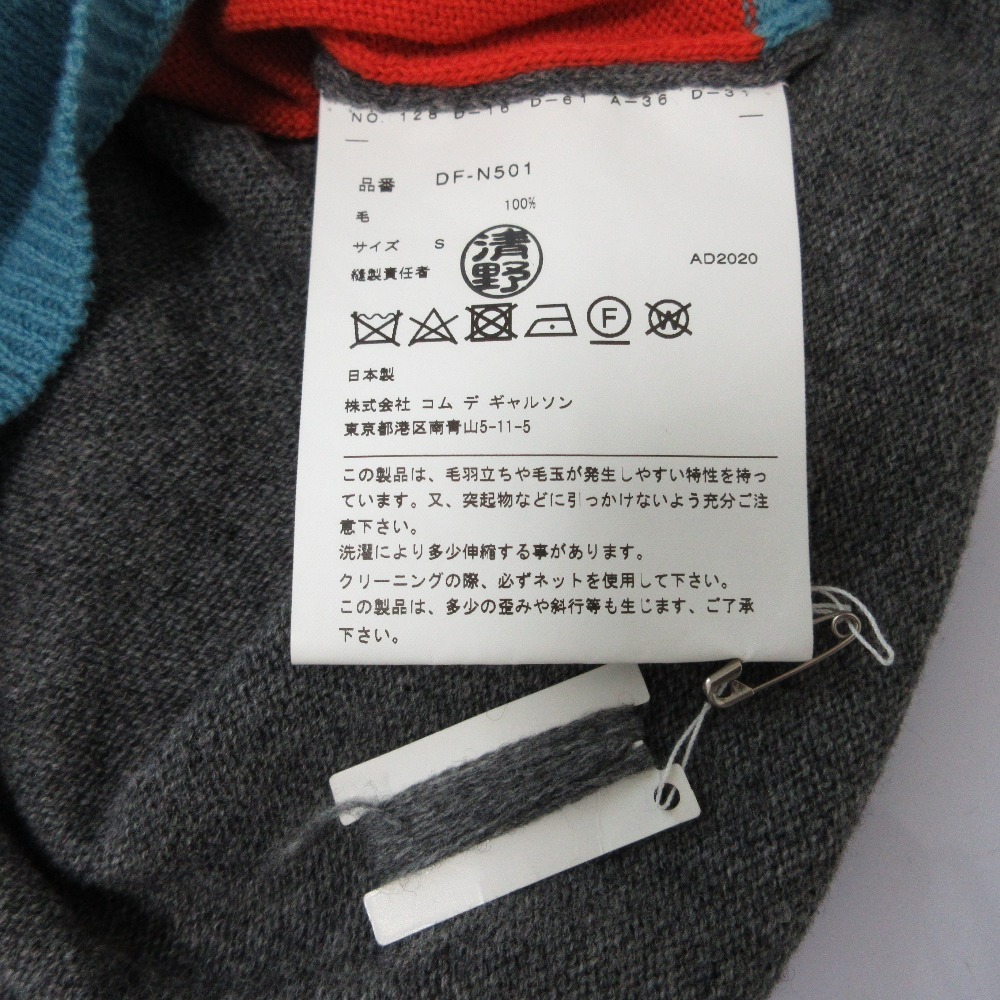 NO. 128 D-16 D-61 A-36 D-31
品番 DF-N501
毛 100%
サイズ S
縫製責任者 清野
AD2020
F W
日本製
株式会社 コム デ ギャルソン
東京都港区南青山5-11-5
この製品は、毛羽立ちや毛玉が発生しやすい特性を持っ
ています。又、突起物などに引っかけないよう充分ご注
意下さい。
洗濯により多少伸縮する事があります。
クリーニングの際、必ずネットを使用して下さい。
この製品は、多少の歪みや斜行等も生じます、ご了承
下さい。